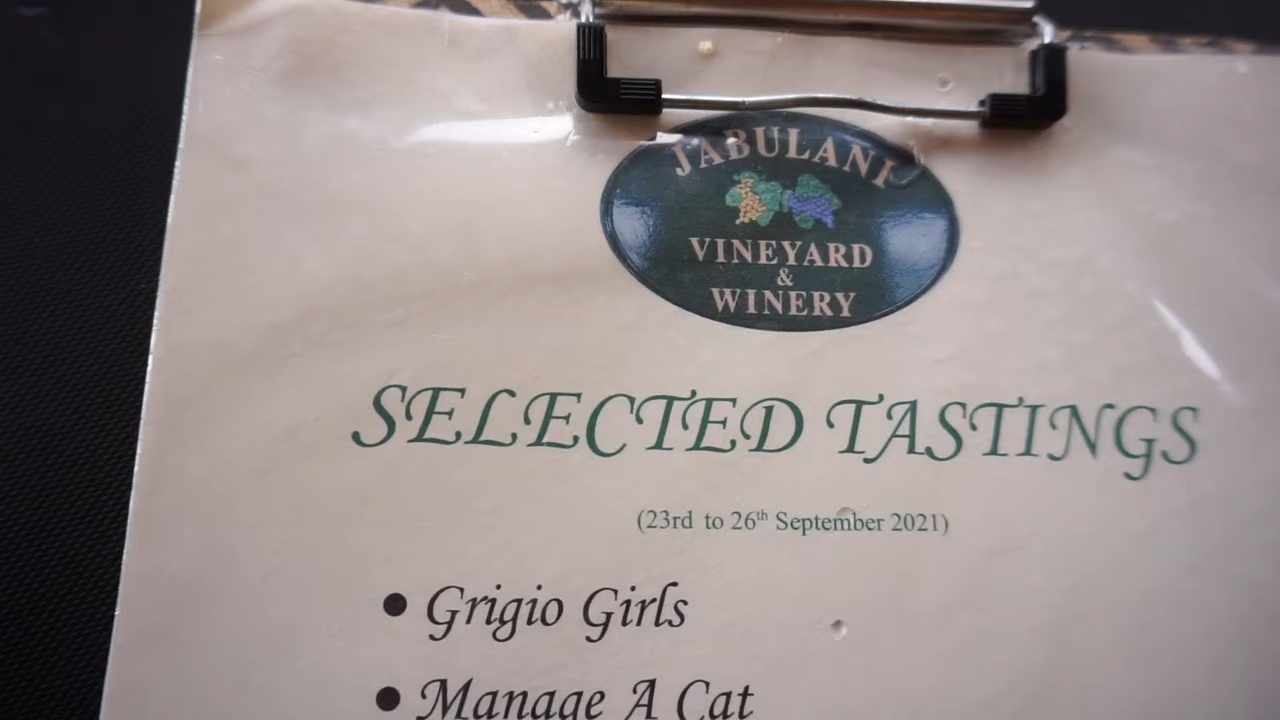 JABULANI
VINEYARD
&
WINERY
SELECTED TASTINGS
(23rd to 26th September 2021)
• Grigio Girls
• Manage A Cat